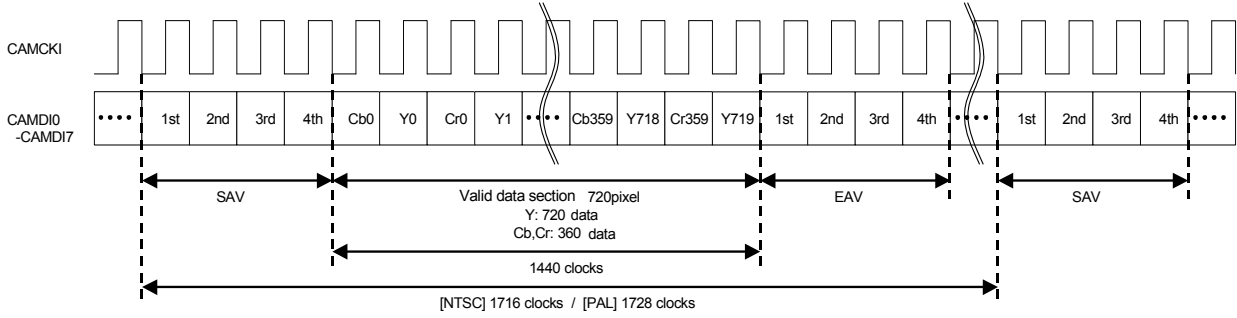 CAMCKI
CAMDI0
-CAMDI7
•••• 1st 2nd 3rd 4th Cb0 Y0 Cr0 Y1 ••••• Cb359 Y718 Cr359 Y719 1st 2nd 3rd 4th ••••• 1st 2nd 3rd 4th ••••
SAV
Valid data section 720pixel
EAV
SAV
Y: 720 data
Cb,Cr: 360 data
1440 clocks
[NTSC] 1716 clocks / [PAL] 1728 clocks